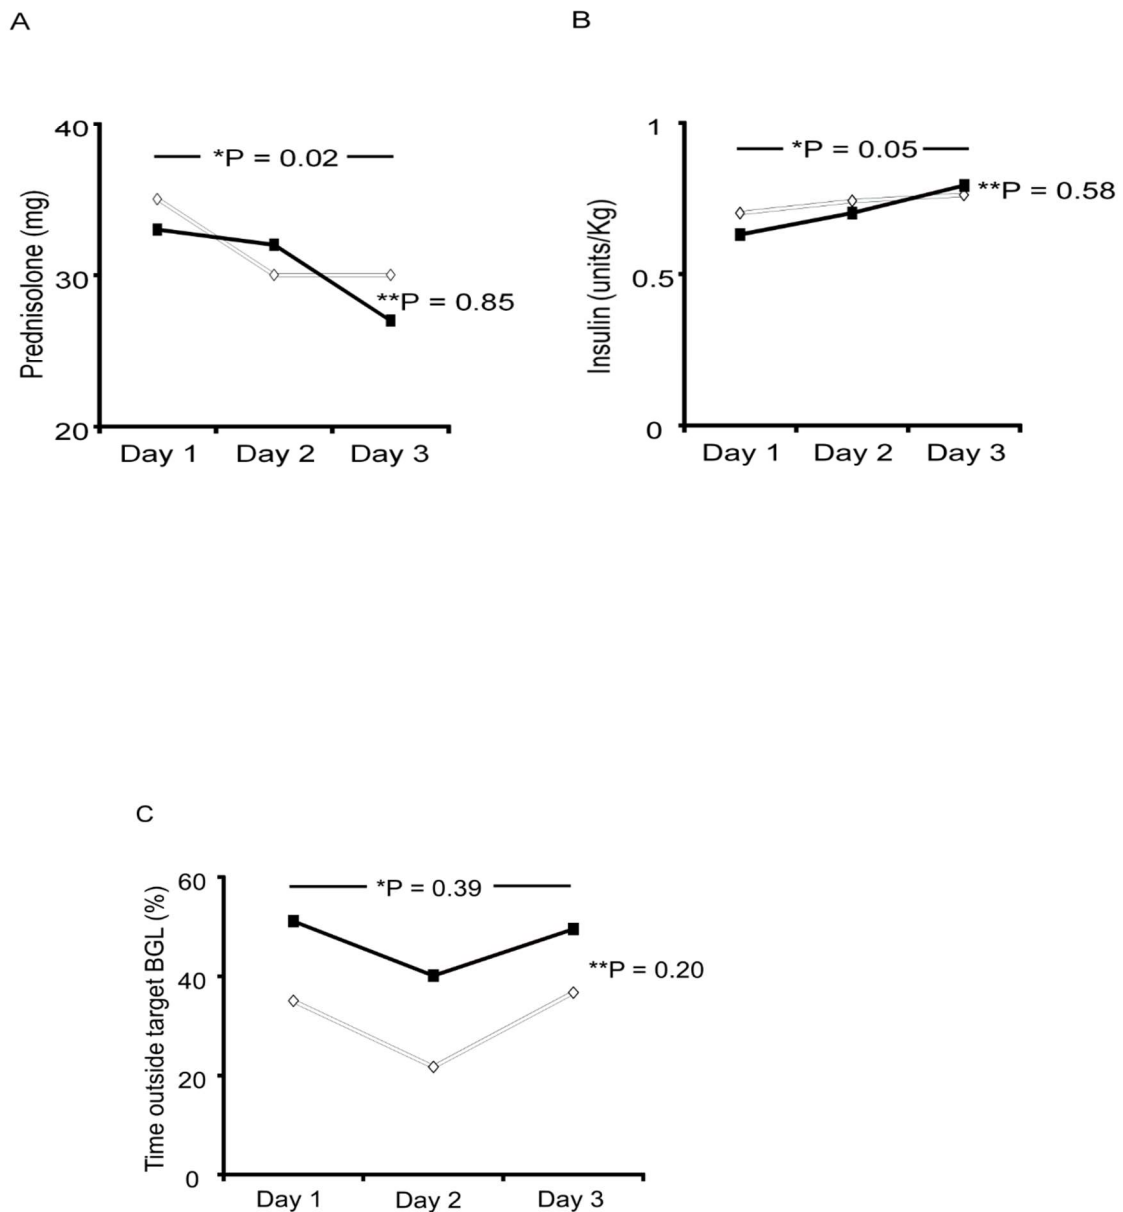 A
B
40
30
20
Prednisolone (mg)
*P = 0.02
**P = 0.85
Day 1 Day 2 Day 3
1
0.5
0
Insulin (units/Kg)
*P = 0.05
**P = 0.58
Day 1 Day 2 Day 3
C
60
40
20
0
Time outside target BGL (%)
*P = 0.39
**P = 0.20
Day 1 Day 2 Day 3